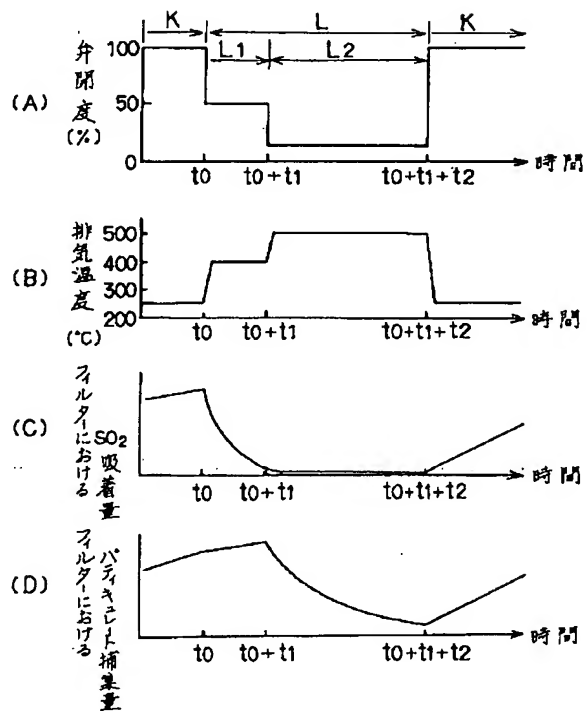 K
L
K
L1
L2
(A)
弁開度
(%)
100
50
0
t0
t0+t1
t0+t1+t2
時間
(B)
排気温度
(℃)
500
400
300
200
t0
t0+t1
t0+t1+t2
時間
(C)
フィルターにおける
SO2吸着量
t0
t0+t1
t0+t1+t2
時間
(D)
フィルターにおける
パティキュレート捕集量
t0
t0+t1
t0+t1+t2
時間